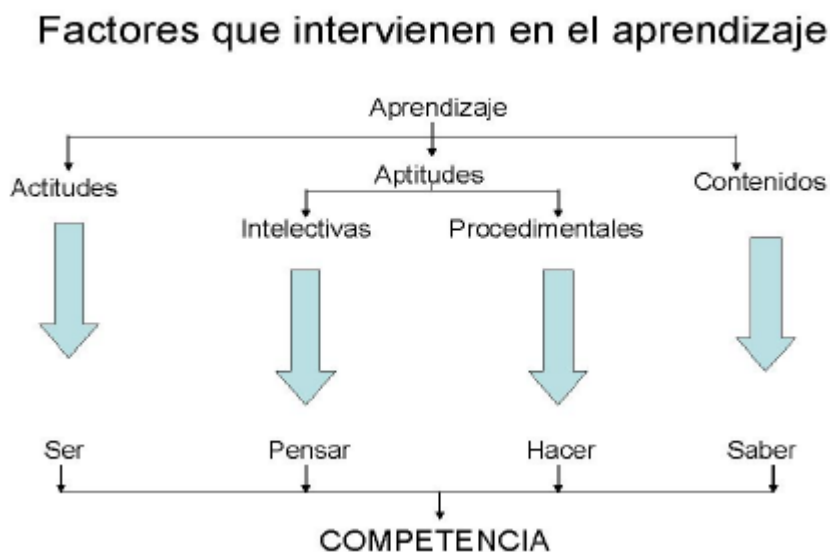 Factores que intervienen en el aprendizaje
Aprendizaje
Actitudes
Aptitudes
Contenidos
Intelectivas
Procedimentales
Ser
Pensar
Hacer
Saber
COMPETENCIA